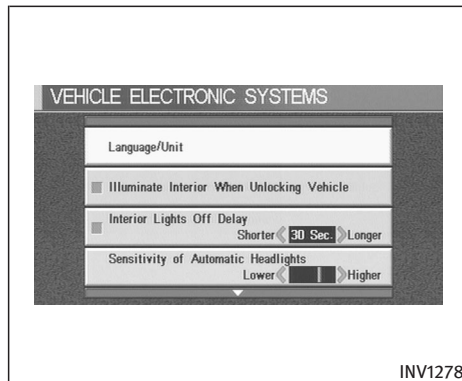 VEHICLE ELECTRONIC SYSTEMS
Language/Unit
Illuminate Interior When Unlocking Vehicle
Interior Lights Off Delay
Shorter 30 Sec. Longer
Sensitivity of Automatic Headlights
Lower Higher
INV1278